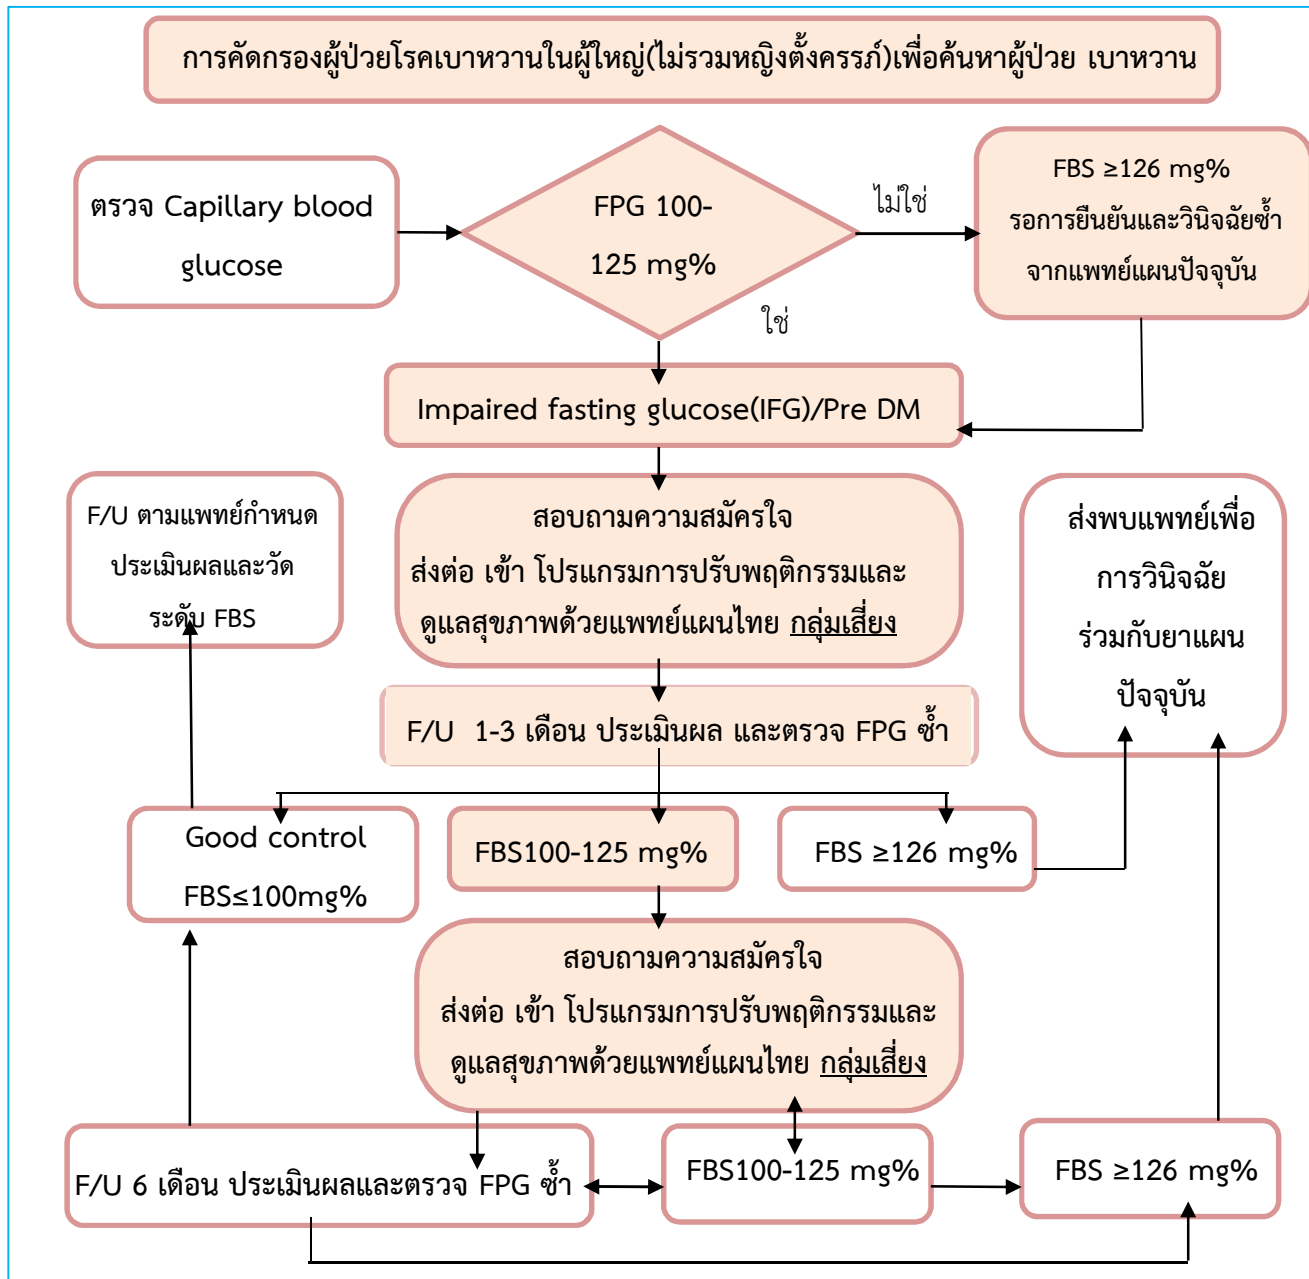 การคัดกรองผู้ป่วยโรคเบาหวานในผู้ใหญ่(ไม่รวมหญิงตั้งครรภ์)เพื่อค้นหาผู้ป่วย เบาหวาน
ตรวจ Capillary blood
glucose
FPG 100-
125 mg%
ไม่ใช่
FBS ≥126 mg%
รอการยืนยันและวินิจฉัยซ้ำ
จากแพทย์แผนปัจจุบัน
ใช่
Impaired fasting glucose(IFG)/Pre DM
F/U ตามแพทย์กำหนด
ประเมินผลและวัด
ระดับ FBS
สอบถามความสมัครใจ
ส่งต่อ เข้า โปรแกรมการปรับพฤติกรรมและ
ดูแลสุขภาพด้วยแพทย์แผนไทย กลุ่มเสี่ยง
ส่งพบแพทย์เพื่อ
การวินิจฉัย
ร่วมกับยาแผน
ปัจจุบัน
F/U 1-3 เดือน ประเมินผล และตรวจ FPG ซ้ำ
Good control
FBS≤100mg%
FBS100-125 mg%
FBS ≥126 mg%
สอบถามความสมัครใจ
ส่งต่อ เข้า โปรแกรมการปรับพฤติกรรมและ
ดูแลสุขภาพด้วยแพทย์แผนไทย กลุ่มเสี่ยง
F/U 6 เดือน ประเมินผลและตรวจ FPG ซ้ำ
FBS100-125 mg%
FBS ≥126 mg%